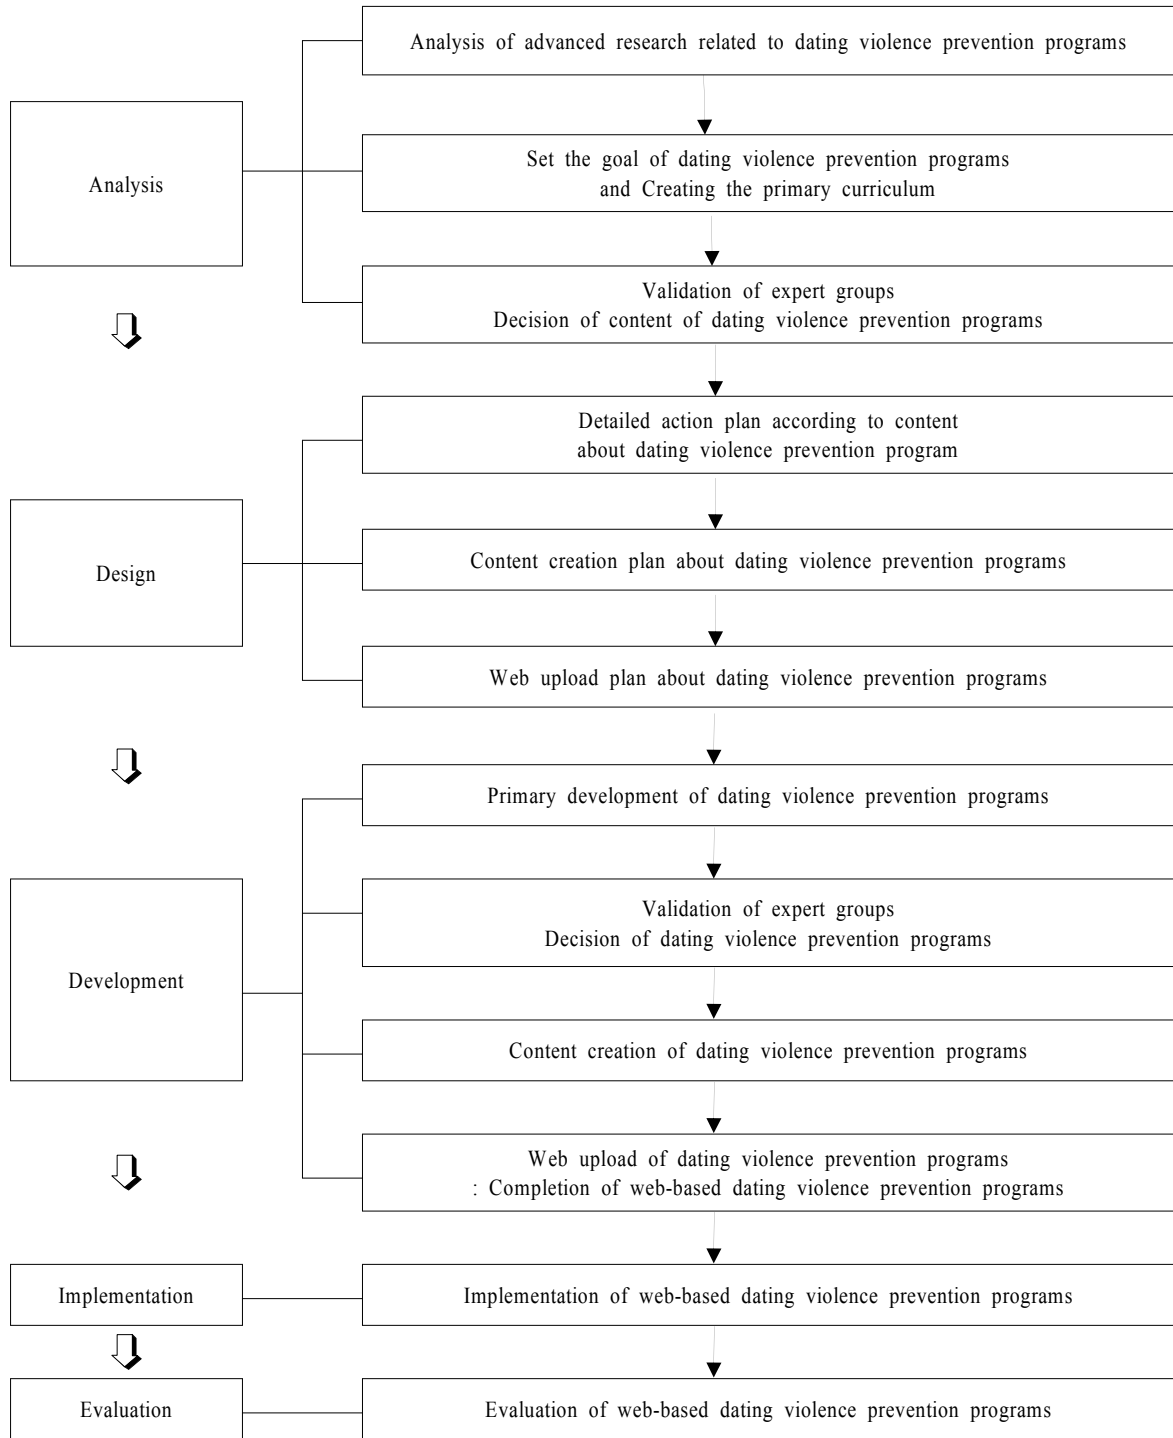 Analysis of advanced research related to dating violence prevention programs
Analysis
Set the goal of dating violence prevention programs
and Creating the primary curriculum
Validation of expert groups
Decision of content of dating violence prevention programs
Detailed action plan according to content
about dating violence prevention program
Design
Content creation plan about dating violence prevention programs
Web upload plan about dating violence prevention programs
Primary development of dating violence prevention programs
Development
Validation of expert groups
Decision of dating violence prevention programs
Content creation of dating violence prevention programs
Web upload of dating violence prevention programs
: Completion of web-based dating violence prevention programs
Implementation
Implementation of web-based dating violence prevention programs
Evaluation
Evaluation of web-based dating violence prevention programs